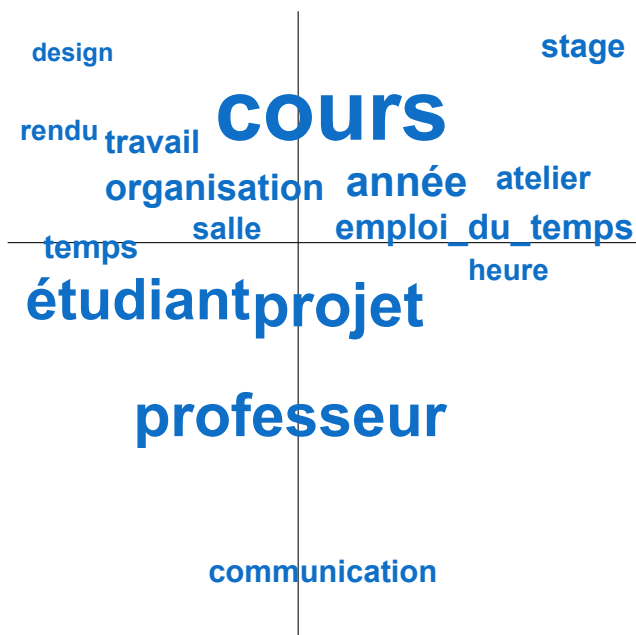 design
stage
cours
rendu
travail
organisation
année
atelier
salle
emploi_du_temps
temps
heure
étudiant
projet
professeur
communication